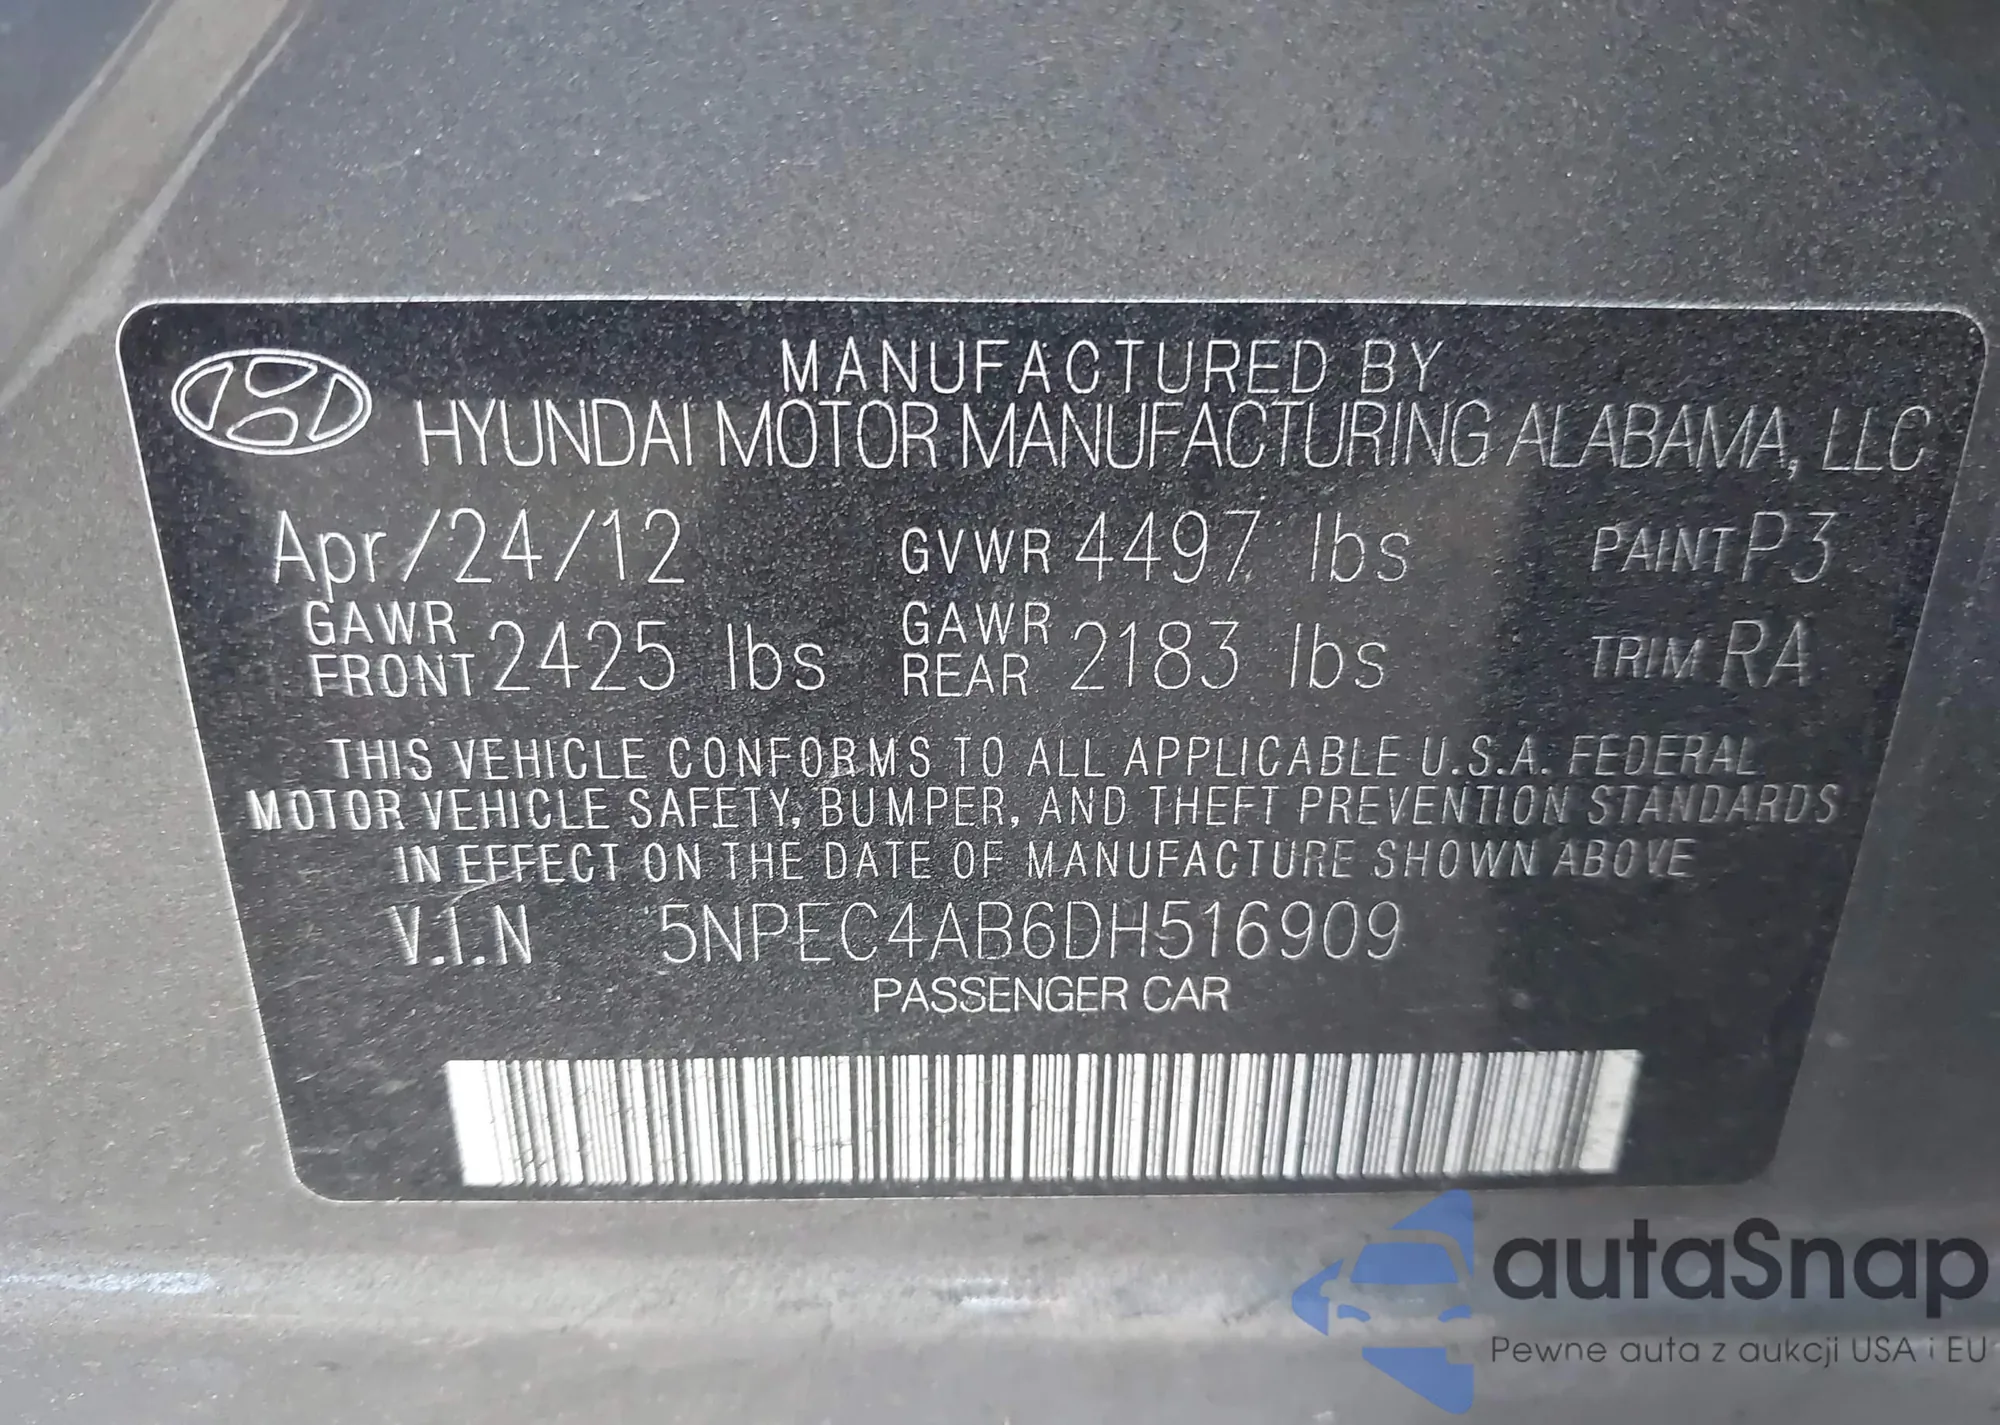 MANUFACTURED BY
HYUNDAI MOTOR MANUFACTURING ALABAMA, LLC
Apr/24/12 GVWR 4497 lbs PAINT P3
GAWR FRONT 2425 lbs GAWR REAR 2183 lbs TRIM RA
THIS VEHICLE CONFORMS TO ALL APPLICABLE U.S.A. FEDERAL
MOTOR VEHICLE SAFETY, BUMPER, AND THEFT PREVENTION STANDARDS
IN EFFECT ON THE DATE OF MANUFACTURE SHOWN ABOVE
V.I.N 5NPEC4AB6DH516909
PASSENGER CAR
autaSnap
Pewne auta z aukcji USA i EU